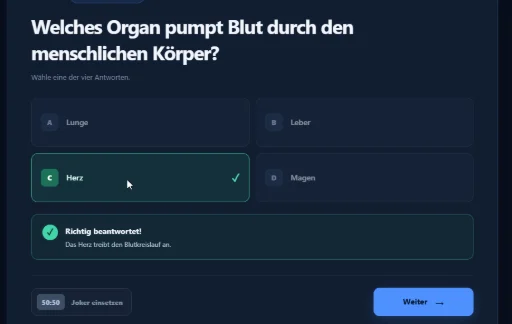 Welches Organ pumpt Blut durch den
menschlichen Körper?
Wähle eine der vier Antworten.
A Lunge
B Leber
C Herz ✓
D Magen
✓ Richtig beantwortet!
Das Herz treibt den Blutkreislauf an.
50:50 Joker einsetzen
Weiter →